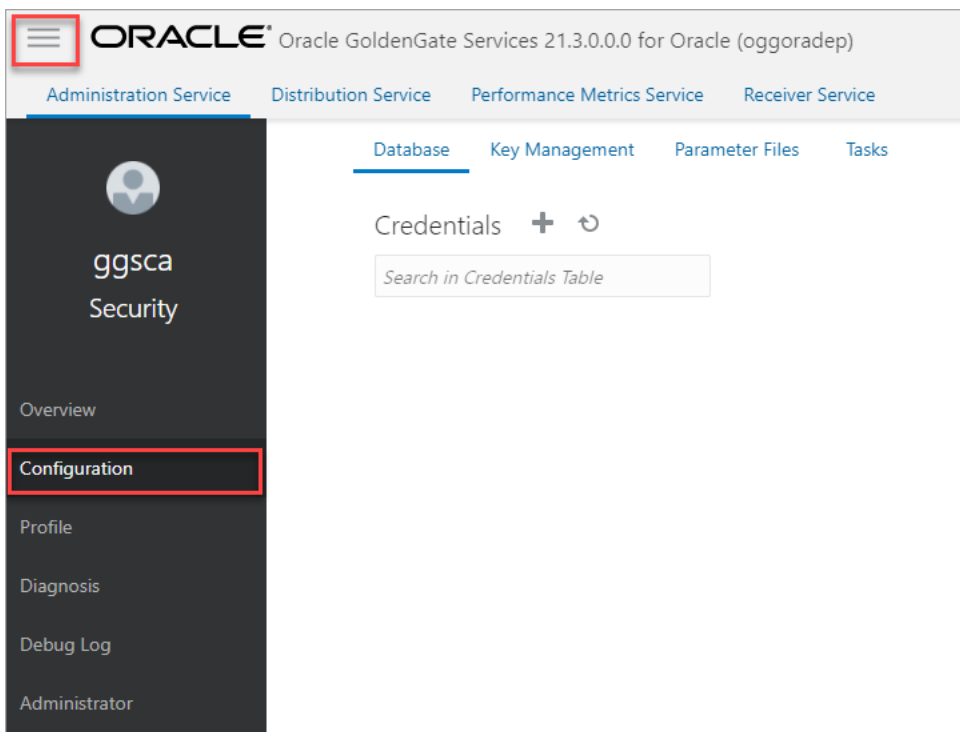 ORACLE Oracle GoldenGate Services 21.3.0.0.0 for Oracle (oggoradep)
Administration Service Distribution Service Performance Metrics Service Receiver Service
Database Key Management Parameter Files Tasks
Credentials
Search in Credentials Table
ggsca
Security
Overview
Configuration
Profile
Diagnosis
Debug Log
Administrator